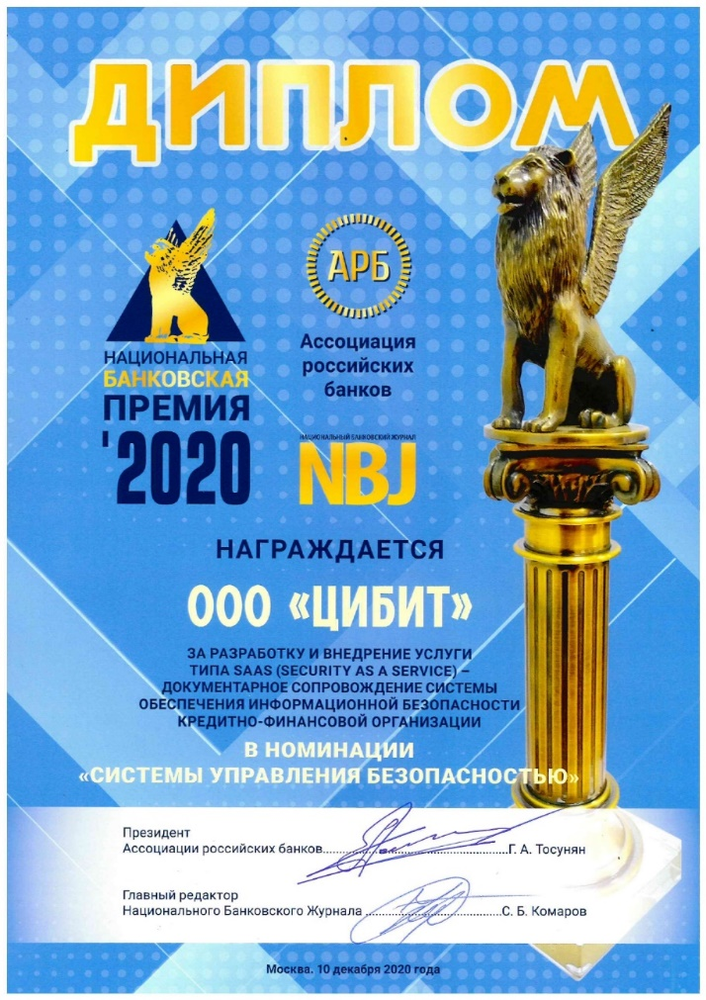 ДИПЛОМ
НАЦИОНАЛЬНАЯ
БАНКОВСКАЯ
ПРЕМИЯ
'2020
АРБ
Ассоциация
российских
банков
НАЦИОНАЛЬНЫЙ БАНКОВСКИЙ ЖУРНАЛ
NBJ
НАГРАЖДАЕТСЯ
ООО «ЦИБИТ»
ЗА РАЗРАБОТКУ И ВНЕДРЕНИЕ УСЛУГИ
ТИПА SAAS (SECURITY AS A SERVICE) –
ДОКУМЕНТАРНОЕ СОПРОВОЖДЕНИЕ СИСТЕМЫ
ОБЕСПЕЧЕНИЯ ИНФОРМАЦИОННОЙ БЕЗОПАСНОСТИ
КРЕДИТНО-ФИНАНСОВОЙ ОРГАНИЗАЦИИ
В НОМИНАЦИИ
«СИСТЕМЫ УПРАВЛЕНИЯ БЕЗОПАСНОСТЬЮ»
Президент
Ассоциации российских банков Г. А. Тосунян
Главный редактор
Национального Банковского Журнала С. Б. Комаров
Москва. 10 декабря 2020 года